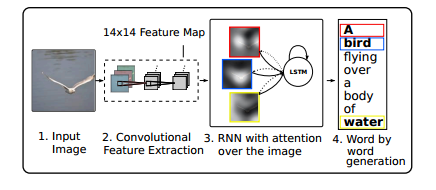 14x14 Feature Map
LSTM
A
bird
flying
over
a
body
of
water
1. Input
Image
2. Convolutional
Feature Extraction
3. RNN with attention
over the image
4. Word by
word
generation